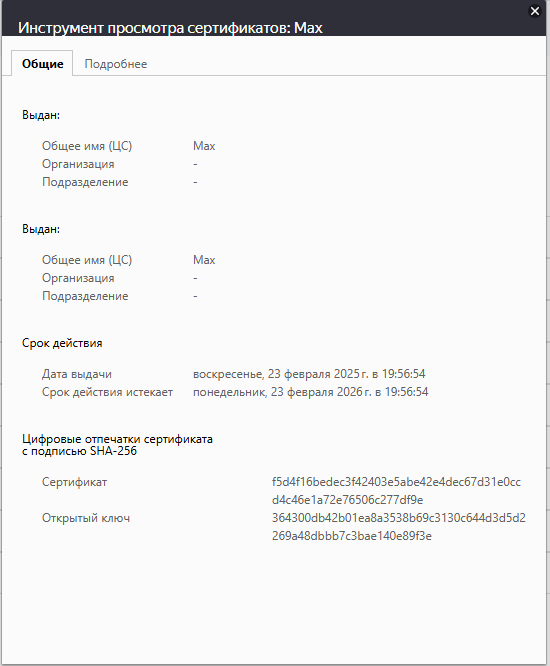 Инструмент просмотра сертификатов: Max
Общие Подробнее
Выдан:
Общее имя (ЦС) Max
Организация -
Подразделение -
Выдан:
Общее имя (ЦС) Max
Организация -
Подразделение -
Срок действия
Дата выдачи воскресенье, 23 февраля 2025 г. в 19:56:54
Срок действия истекает понедельник, 23 февраля 2026 г. в 19:56:54
Цифровые отпечатки сертификата
с подписью SHA-256
Сертификат f5d4f16bedec3f42403e5abe42e4dec67d31e0cc
d4c46e1a72e76506c277df9e
Открытый ключ 364300db42b01ea8a3538b69c3130c644d3d5d2
269a48dbbb7c3bae140e89f3e